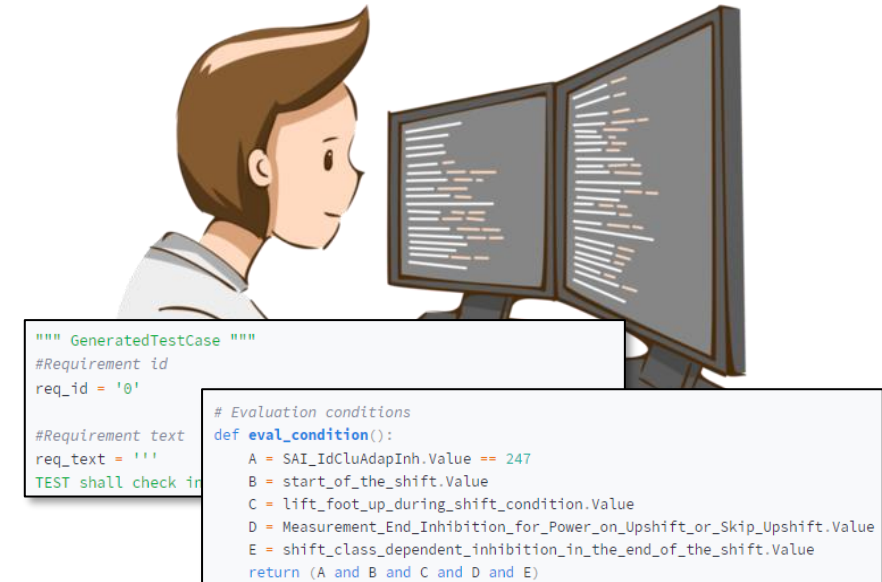 """ GeneratedTestCase """
#Requirement id
req_id = '0'
#Requirement text
req_text = '''
TEST shall check in
# Evaluation conditions
def eval_condition():
A = SAI_IdCluAdapInh.Value == 247
B = start_of_the_shift.Value
C = lift_foot_up_during_shift_condition.Value
D = Measurement_End_Inhibition_for_Power_on_Upshift_or_Skip_Upshift.Value
E = shift_class_dependent_inhibition_in_the_end_of_the_shift.Value
return (A and B and C and D and E)